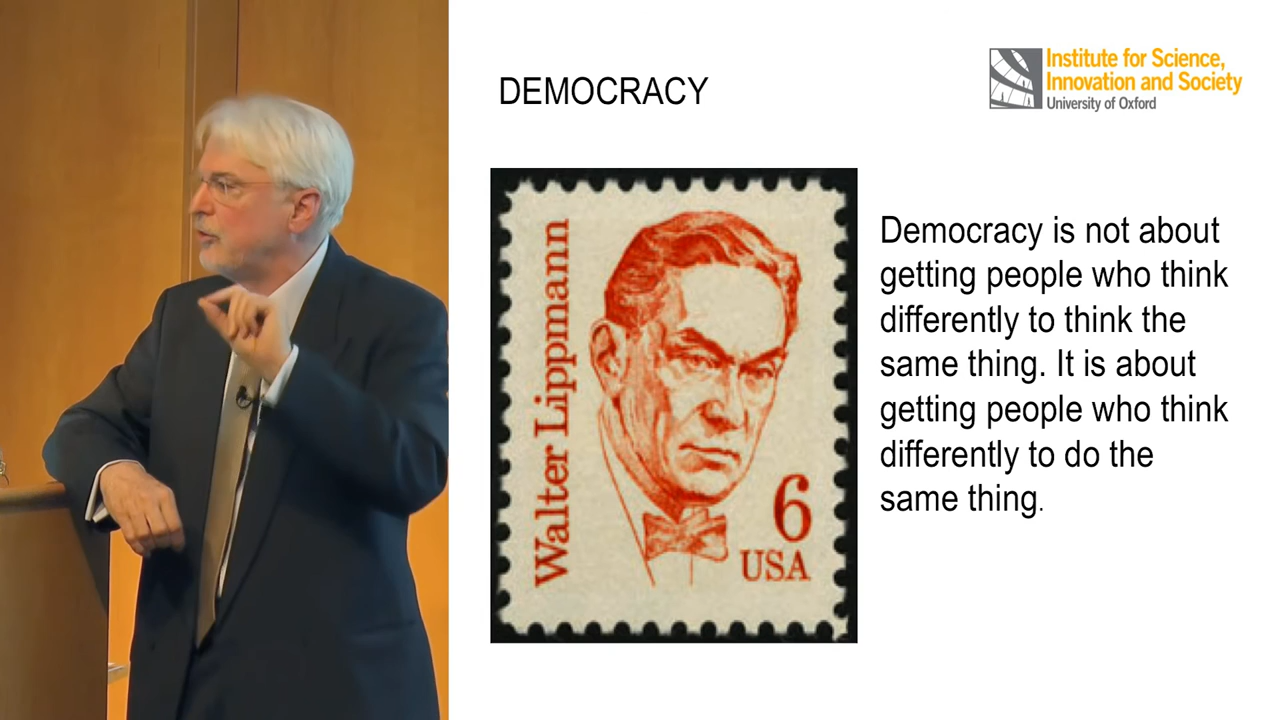 DEMOCRACY
Institute for Science,
Innovation and Society
University of Oxford
Walter Lippmann
6
USA
Democracy is not about
getting people who think
differently to think the
same thing. It is about
getting people who think
differently to do the
same thing.